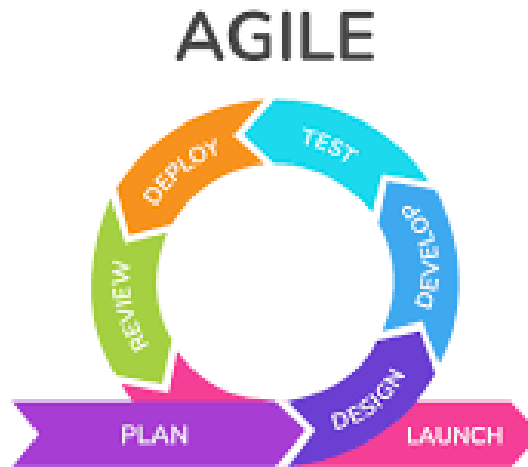 AGILE
PLAN
DESIGN
DEVELOP
TEST
DEPLOY
REVIEW
LAUNCH